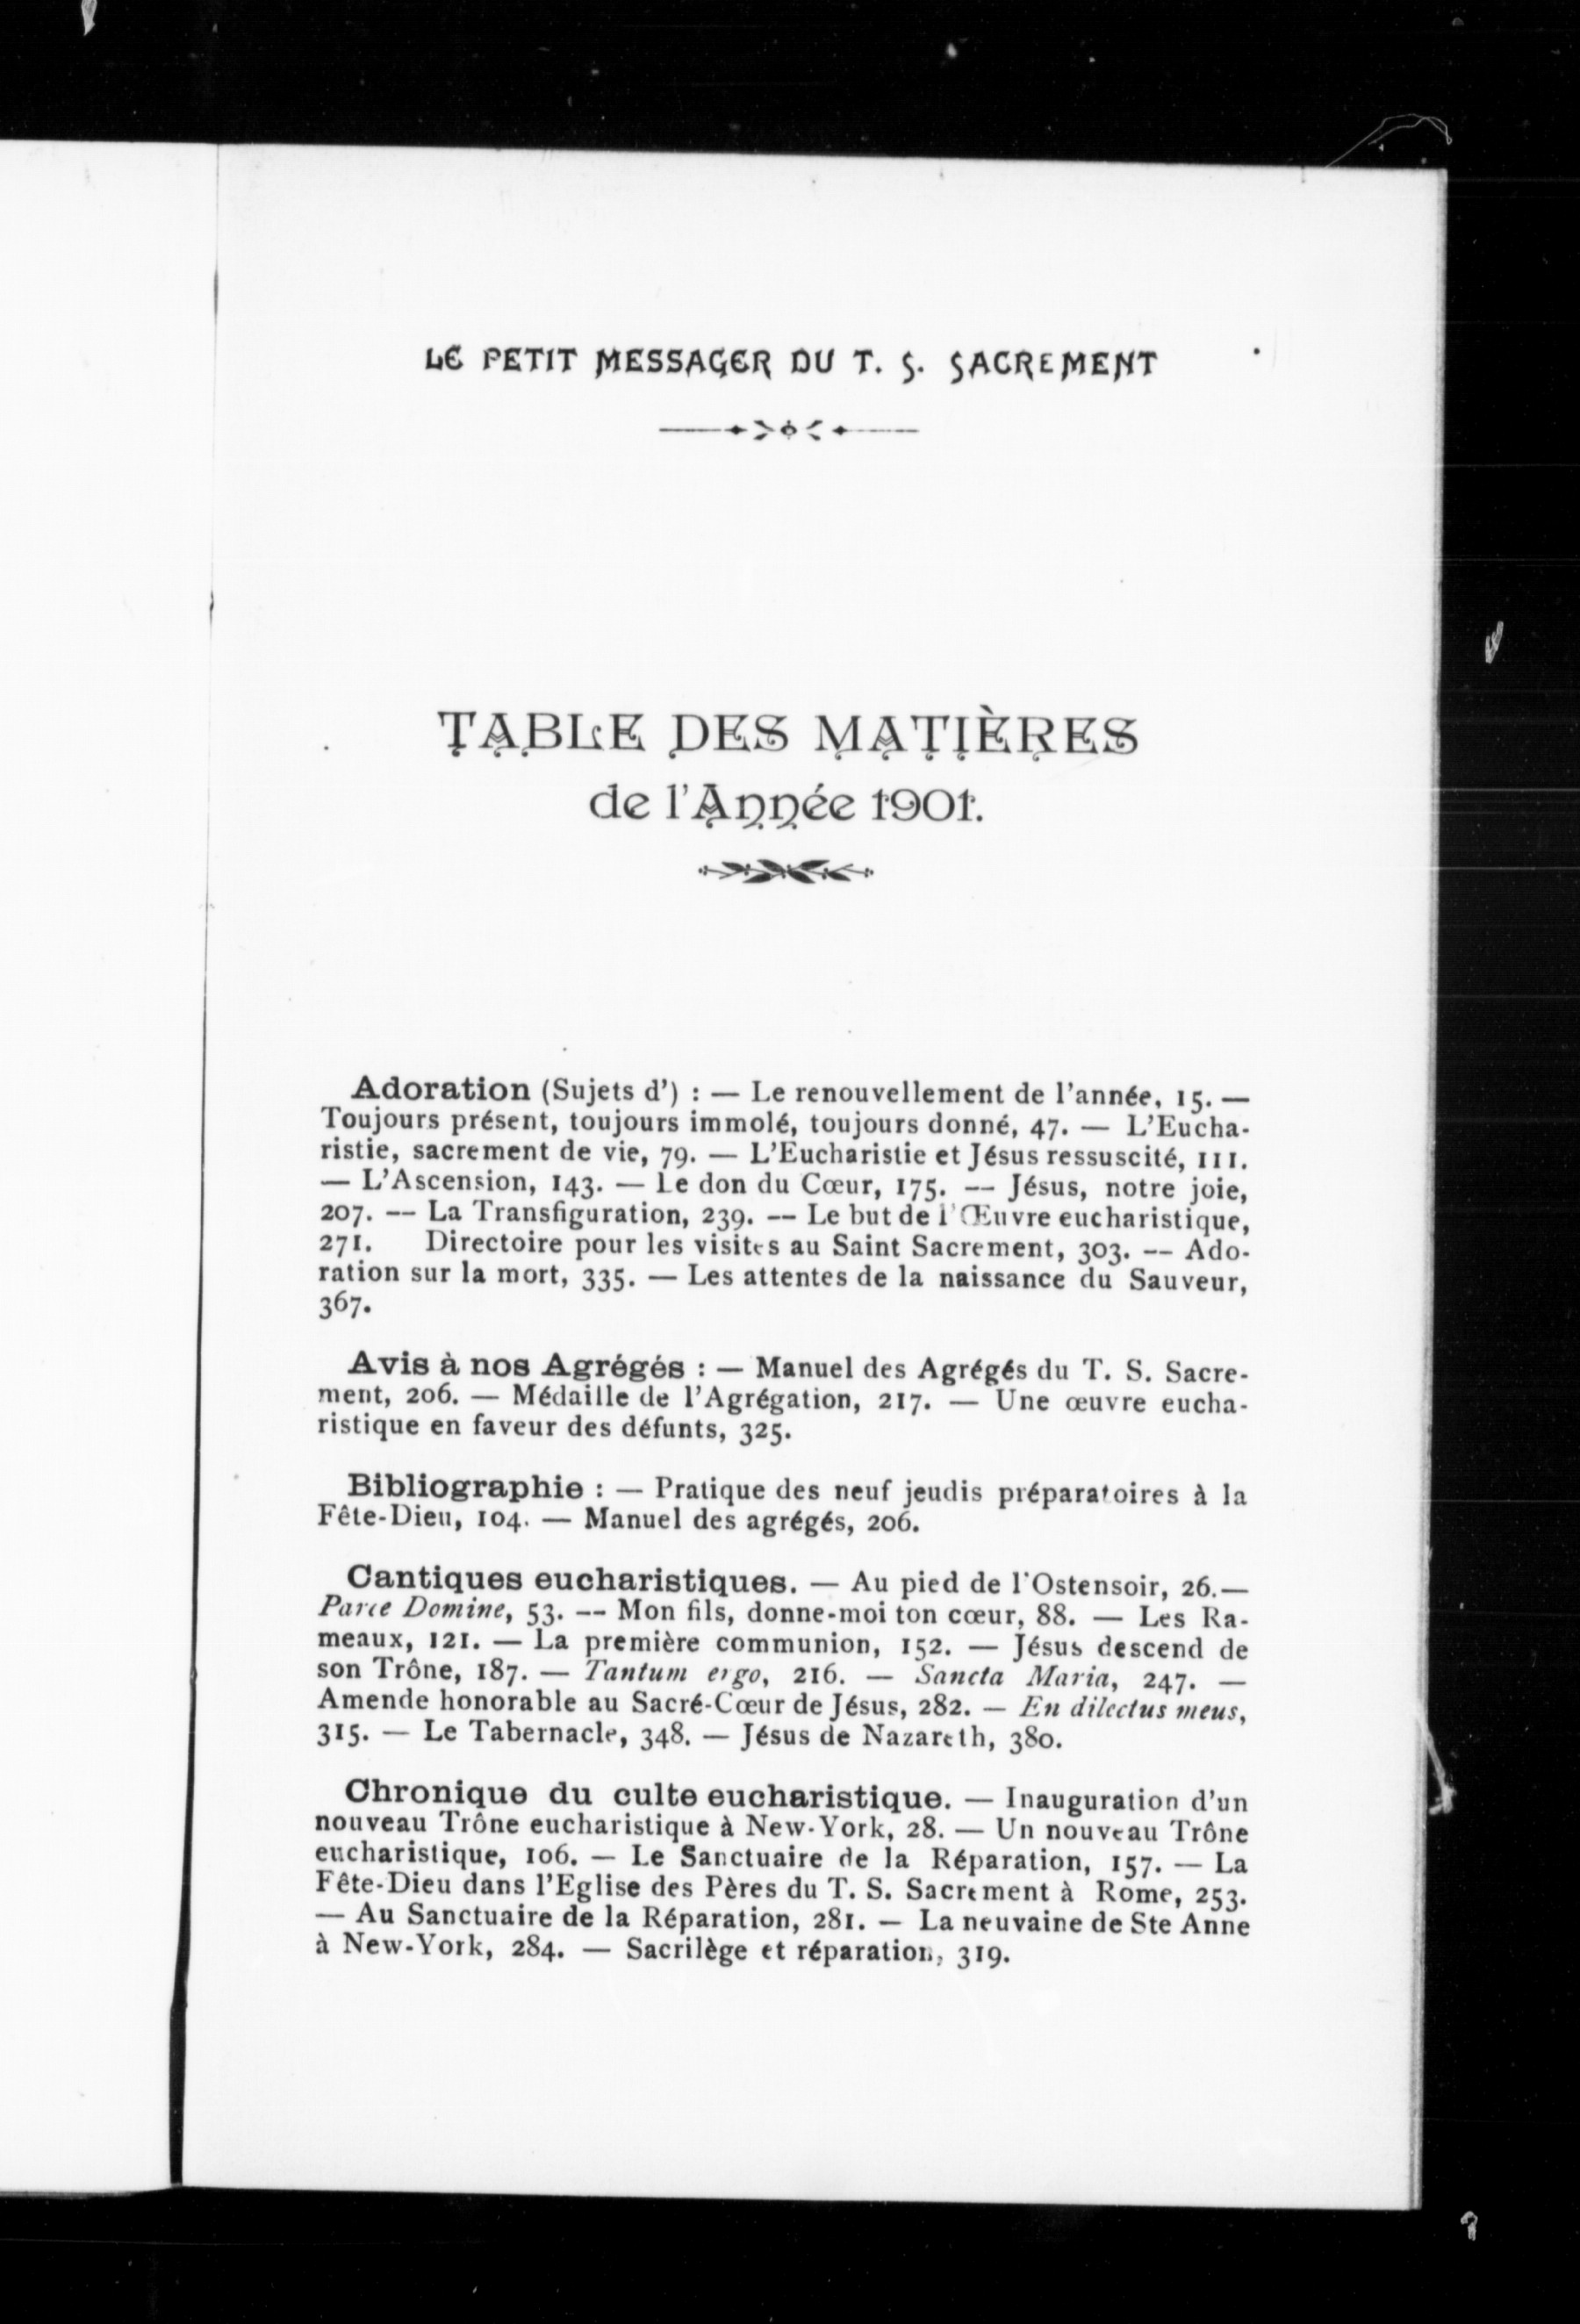 LE PETIT MESSAGER DU T. S. SACREMENT
TABLE DES MATIÈRES
de l'Année 1901.
Adoration (Sujets d') : — Le renouvellement de l'année, 15. —
Toujours présent, toujours immolé, toujours donné, 47. — L'Eucha-
ristie, sacrement de vie, 79. — L'Eucharistie et Jésus ressuscité, 111.
— L'Ascension, 143. — Le don du Cœur, 175. — Jésus, notre joie,
207. — La Transfiguration, 239. — Le but de l'Œuvre eucharistique,
271. Directoire pour les visites au Saint Sacrement, 303. — Ado-
ration sur la mort, 335. — Les attentes de la naissance du Sauveur,
367.
Avis à nos Agrégés : — Manuel des Agrégés du T. S. Sacre-
ment, 206. — Médaille de l'Agrégation, 217. — Une œuvre eucha-
ristique en faveur des défunts, 325.
Bibliographie : — Pratique des neuf jeudis préparatoires à la
Fête-Dieu, 104. — Manuel des agrégés, 206.
Cantiques eucharistiques. — Au pied de l'Ostensoir, 26.—
Parce Domine, 53. — Mon fils, donne-moi ton cœur, 88. — Les Ra-
meaux, 121. — La première communion, 152. — Jésus descend de
son Trône, 187. — Tantum ergo, 216. — Sancta Maria, 247. —
Amende honorable au Sacré-Cœur de Jésus, 282. — En dilectus meus,
315. — Le Tabernacle, 348. — Jésus de Nazareth, 380.
Chronique du culte eucharistique. — Inauguration d'un
nouveau Trône eucharistique à New-York, 28. — Un nouveau Trône
eucharistique, 106. — Le Sanctuaire de la Réparation, 157. — La
Fête-Dieu dans l'Eglise des Pères du T. S. Sacrement à Rome, 253.
— Au Sanctuaire de la Réparation, 281. — La neuvaine de Ste Anne
à New-York, 284. — Sacrilège et réparation, 319.